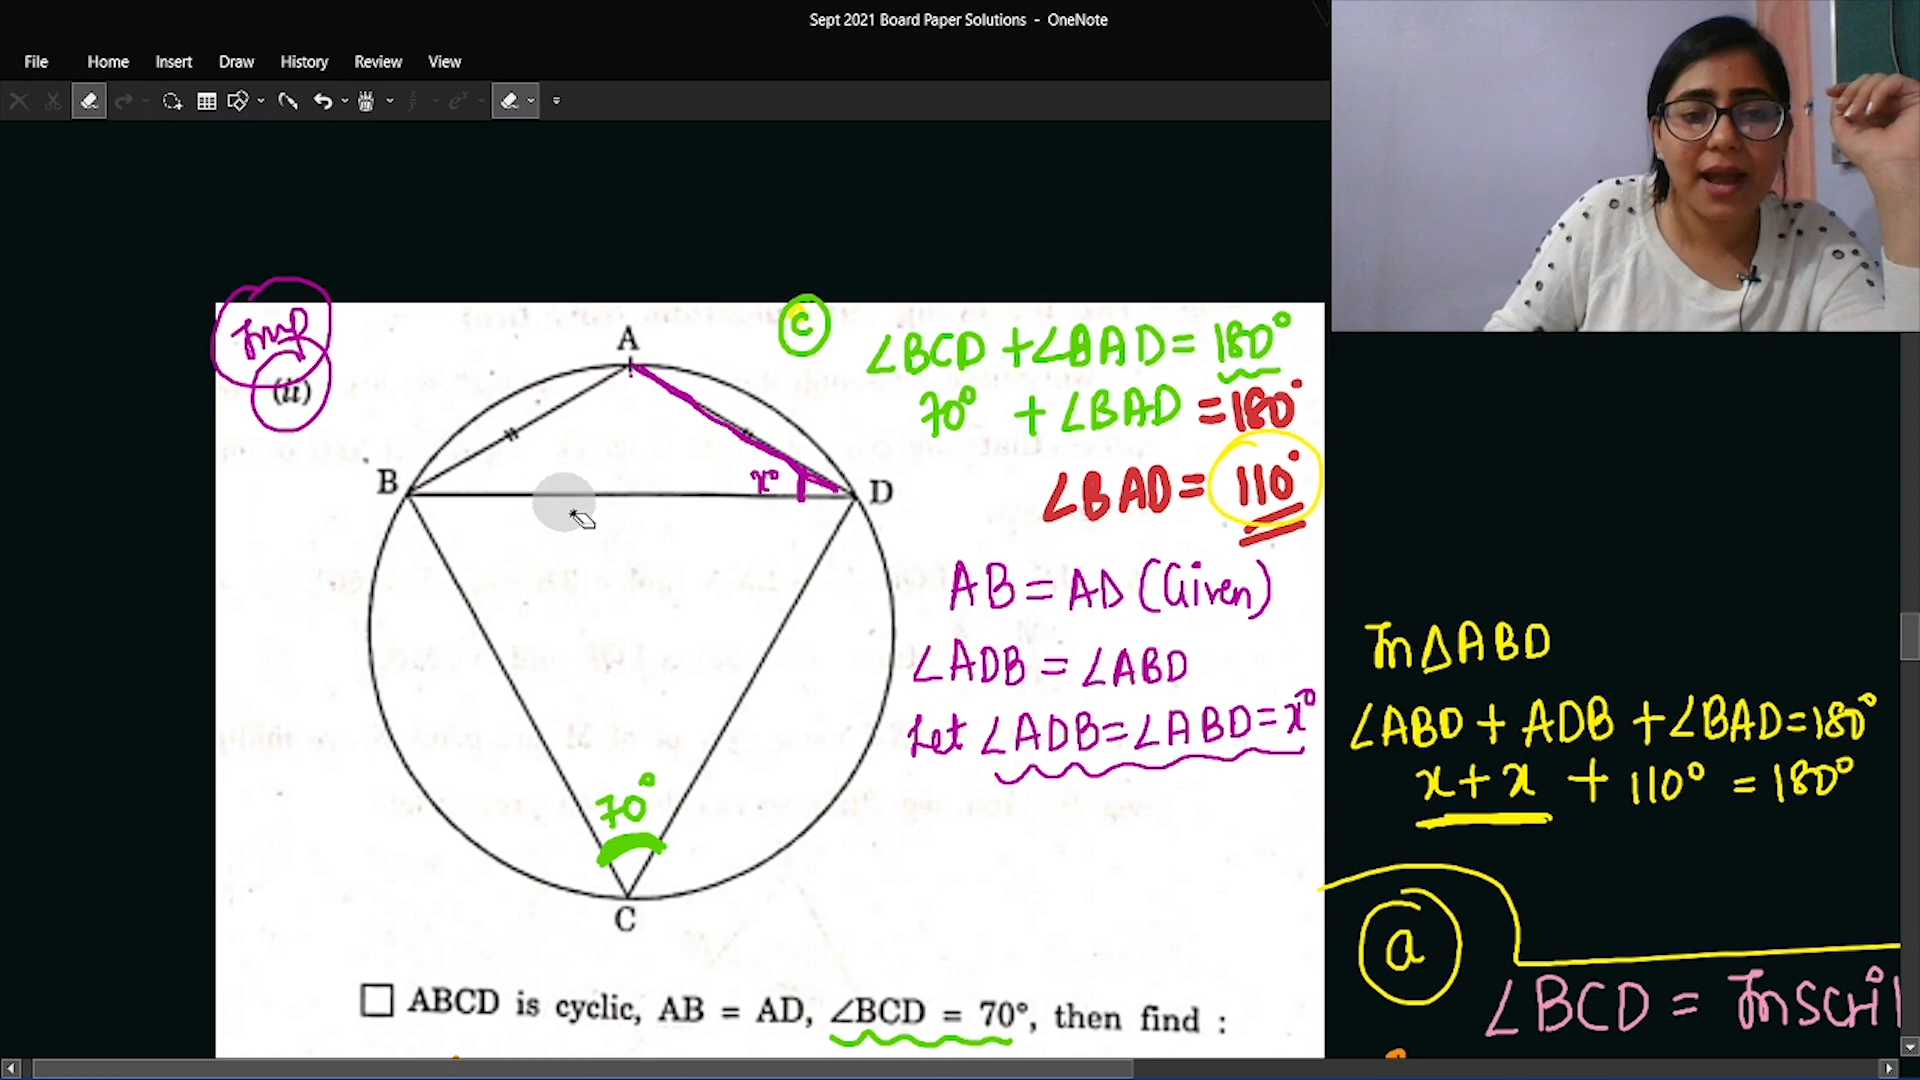 Sept 2021 Board Paper Solutions - OneNote
File Home Insert Draw History Review View
Imp
(ii)
A
B
D
C
x°
70°
C
∠BCD + ∠BAD = 180°
70° + ∠BAD = 180°
∠BAD = 110°
AB = AD (Given)
∠ADB = ∠ABD
Let ∠ADB = ∠ABD = x°
In △ABD
∠ABD + ADB + ∠BAD = 180°
x + x + 110° = 180°
a
∠BCD =
□ ABCD is cyclic, AB = AD, ∠BCD = 70°, then find :